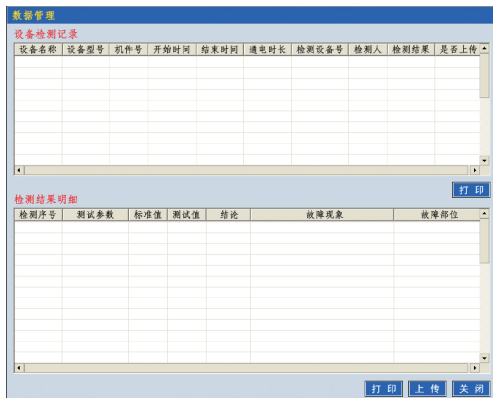 数据管理
设备检测记录
设备名称 设备型号 机件号 开始时间 结束时间 通电时长 检测设备号 检测人 检测结果 是否上传
打印
检测结果明细
检测序号 测试参数 标准值 测试值 结论 故障现象 故障部位
打印 上传 关闭